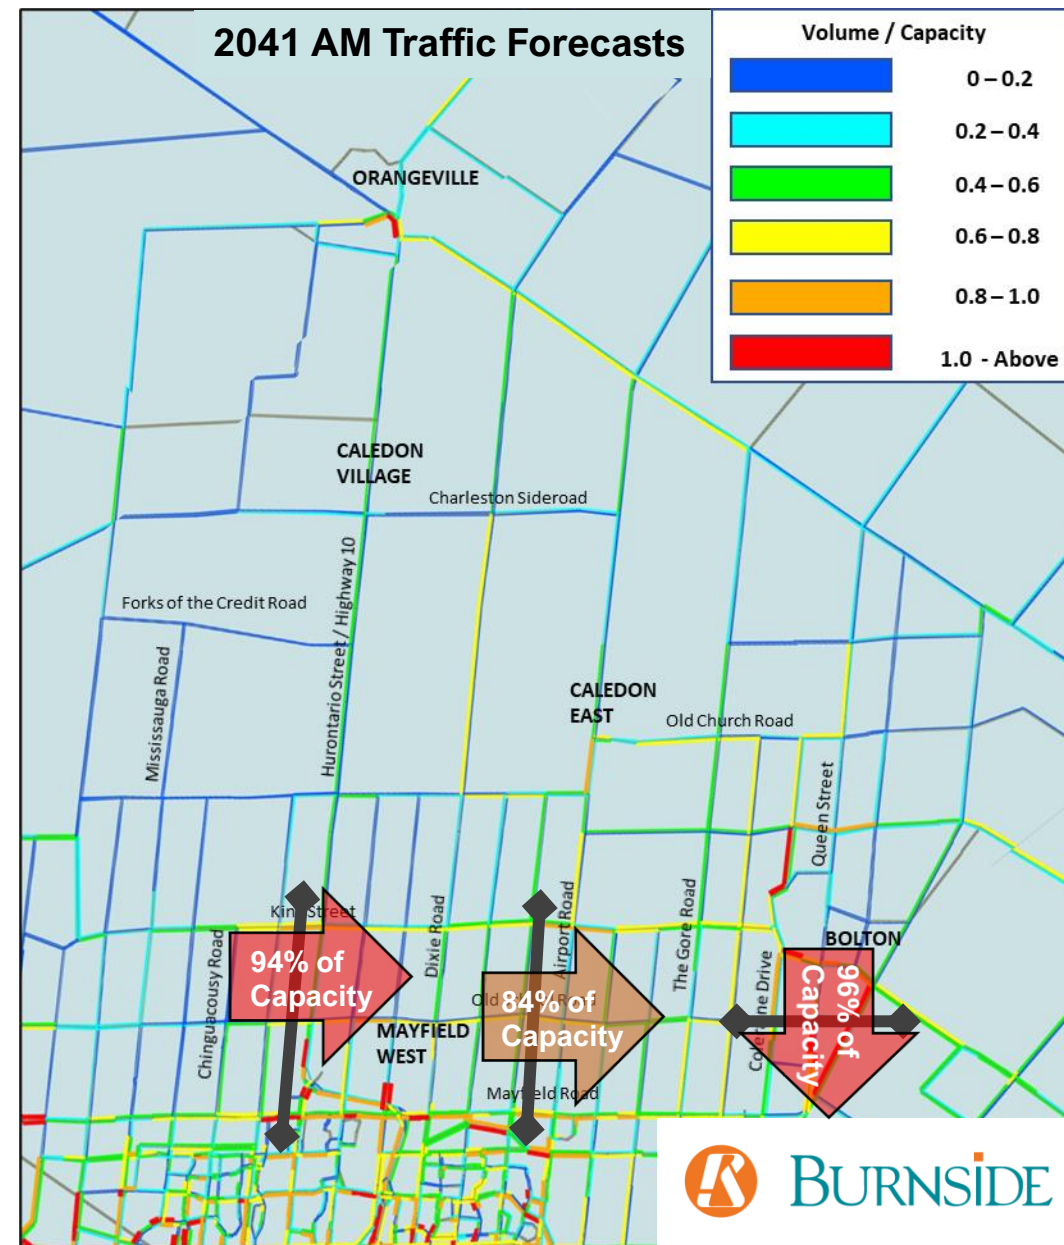 2041 AM Traffic Forecasts
Volume / Capacity
0 – 0.2
0.2 – 0.4
0.4 – 0.6
0.6 – 0.8
0.8 – 1.0
1.0 - Above
ORANGEVILLE
CALEDON
VILLAGE
Charleston Sideroad
Hurontario Street / Highway 10
Forks of the Credit Road
Mississauga Road
CALEDON
EAST
Old Church Road
Queen Street
King Street
Chinguacousy Road
Dixie Road
Airport Road
The Gore Road
BOLTON
94% of
Capacity
Old
Road
84% of
Capacity
96% of
Capacity
Drive
MAYFIELD
WEST
Mayfield Road
BURNSIDE